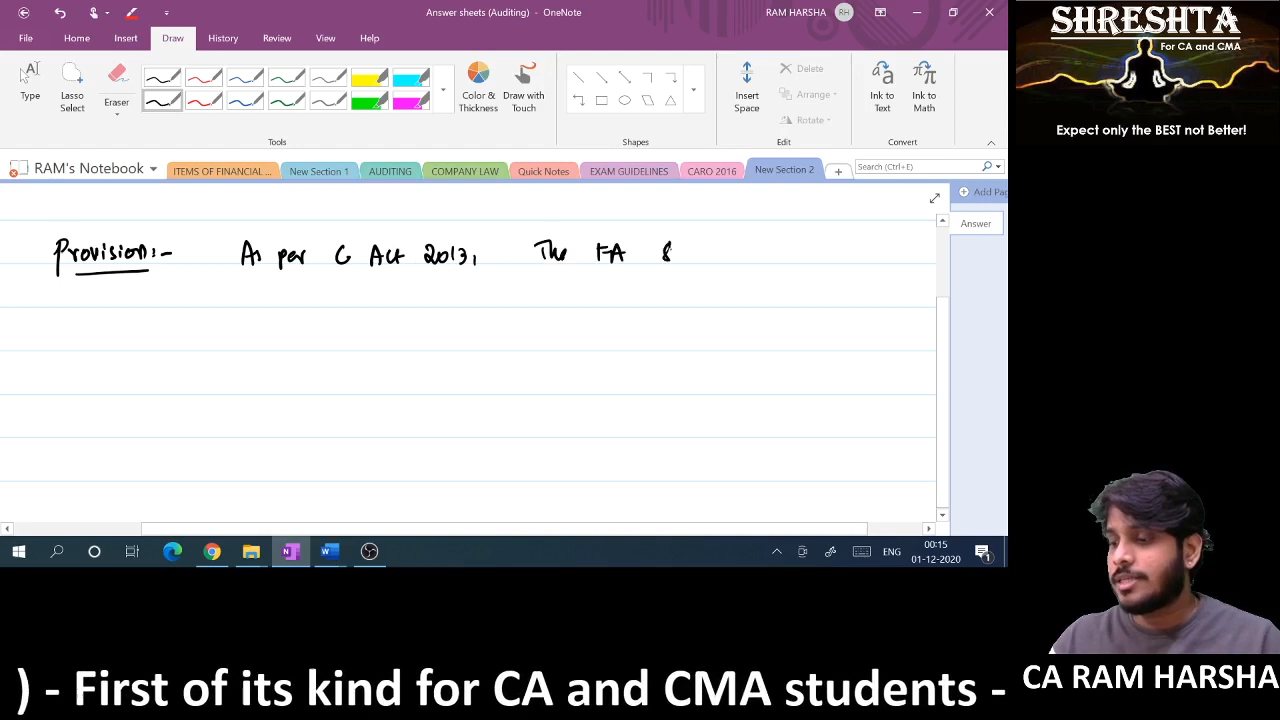 Answer sheets (Auditing) - OneNote
RAM HARSHA RH
File Home Insert Draw History Review View Help
Type
Lasso Select
Eraser
Color & Thickness
Draw with Touch
Insert Space
Delete
Arrange
Rotate
Ink to Text
Ink to Math
Tools Shapes Edit Convert
RAM's Notebook ITEMS OF FINANCIAL ... New Section 1 AUDITING COMPANY LAW Quick Notes EXAM GUIDELINES CARO 2016 New Section 2 Search (Ctrl+E)
Add Pag
Answer
Provision:- As per C Act 2013, The FA 8
ENG
00:15
01-12-2020
1
SHRESHTA
For CA and CMA
Expect only the BEST not Better!
) - First of its kind for CA and CMA students -
CA RAM HARSHA